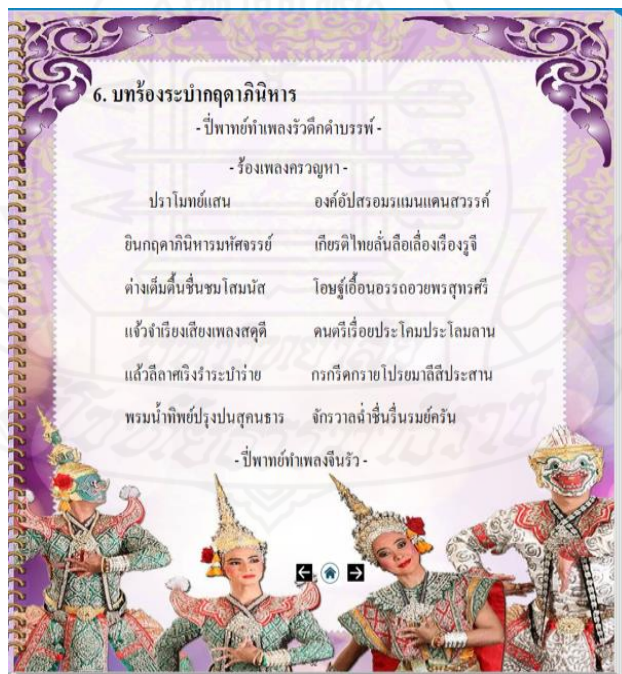 6. บทร้องระบำกฤดาภินิหาร
- ปี่พาทย์ทำเพลงรัวดึกดำบรรพ์ -
- ร้องเพลงครวญหา -
ปราโมทย์แสน องค์อัปสรอมรแมนแดนสวรรค์
ยินกฤดาภินิหารมหัศจรรย์ เกียรติไทยลั่นลือเลื่องเรืองรูจี
ต่างเต็มตื้นชื่นชมโสมนัส โอษฐ์เอื้อนอรรถอวยพรสุทรศรี
แจ้วจำเรียงเสียงเพลงสดุดี ดนตรีเรื่อยประโคมประโลมลาน
แล้วลีลาศเริงรำระบำร่าย กรกรีดกรายโปรยมาลีสีประสาน
พรมน้ำทิพย์ปรุงปนสุคนธาร จักรวาลฉ่ำชื่นรื่นรมย์ครัน
- ปี่พาทย์ทำเพลงจีนรัว -